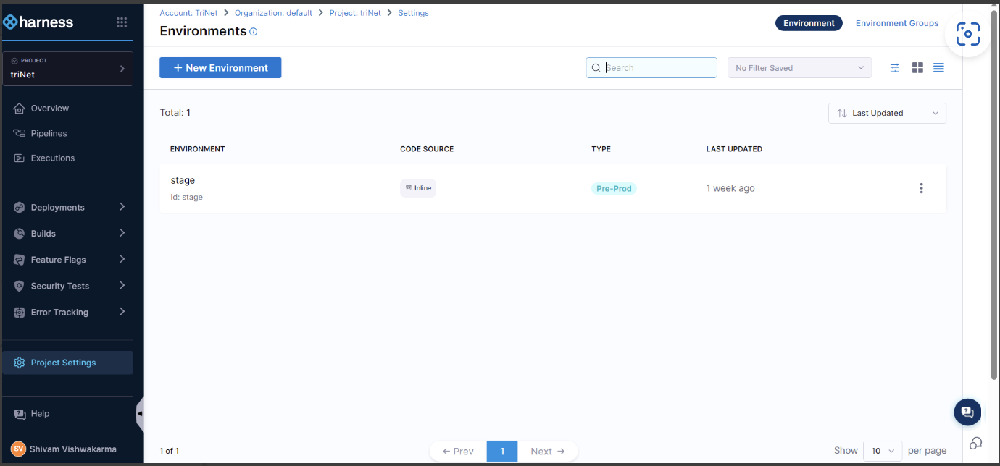 harness
PROJECT
triNet
Overview
Pipelines
Executions
Deployments
Builds
Feature Flags
Security Tests
Error Tracking
Project Settings
Help
SV Shivam Vishwakarma
Account: TriNet > Organization: default > Project: triNet > Settings
Environments
Environment Environment Groups
+ New Environment
Search
No Filter Saved
Total: 1
Last Updated
ENVIRONMENT CODE SOURCE TYPE LAST UPDATED
stage
Id: stage
Inline
Pre-Prod
1 week ago
1 of 1
← Prev 1 Next →
Show 10 per page